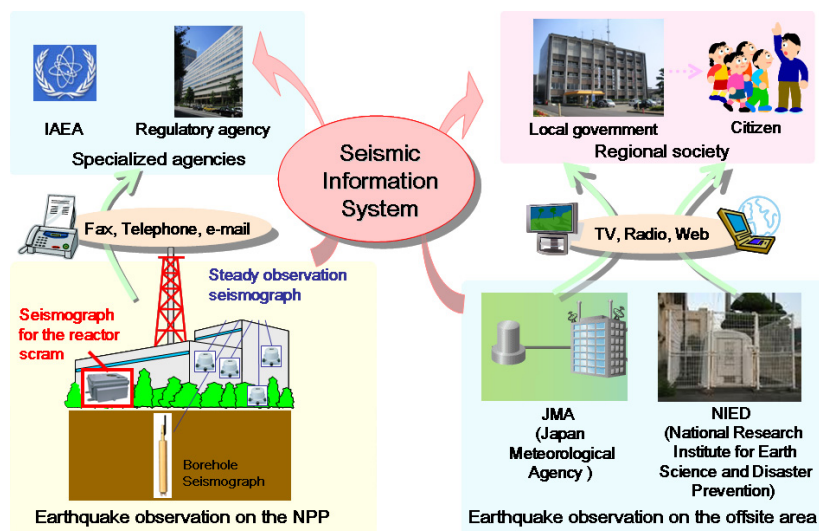 IAEA
Regulatory agency
Specialized agencies
Local government
Citizen
Regional society
Seismic
Information
System
Fax, Telephone, e-mail
TV, Radio, Web
Steady observation
seismograph
Seismograph
for the reactor
scram
Borehole
Seismograph
Earthquake observation on the NPP
JMA
(Japan
Meteorological
Agency )
NIED
(National Research
Institute for Earth
Science and Disaster
Prevention)
Earthquake observation on the offsite area